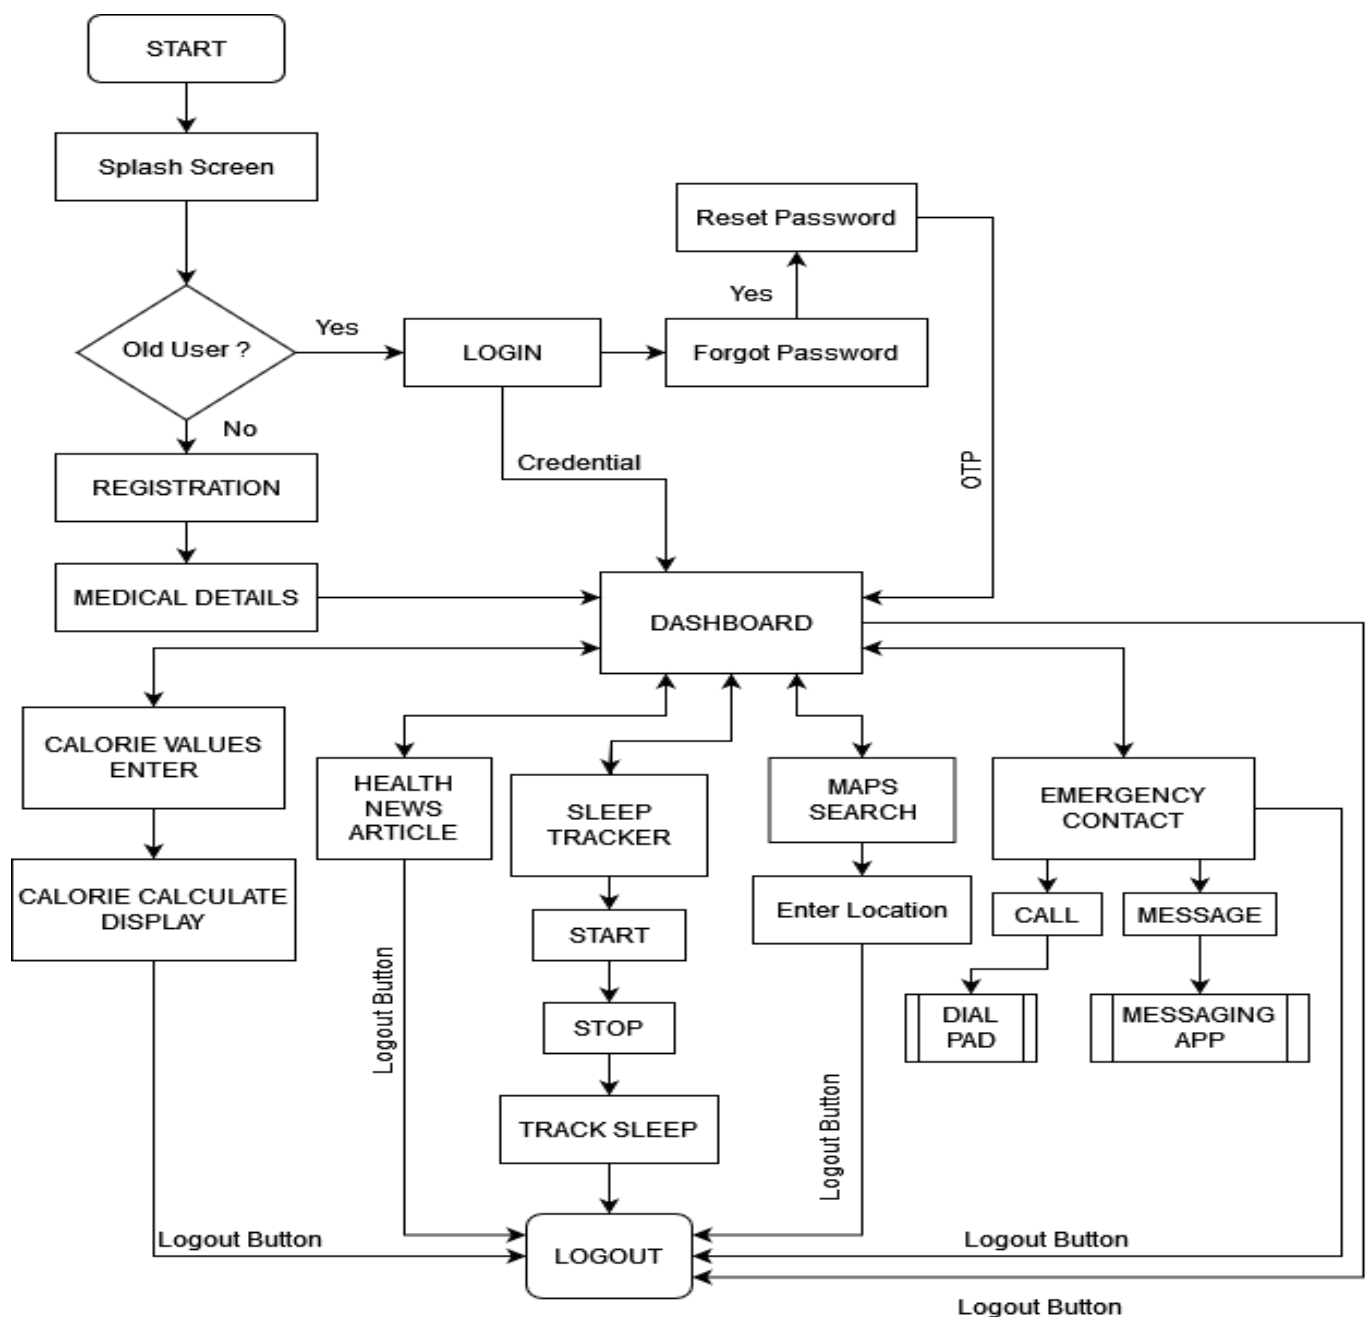 START
Splash Screen
Reset Password
Yes
Old User ?
Yes
LOGIN
Forgot Password
No
Credential
OTP
REGISTRATION
MEDICAL DETAILS
DASHBOARD
CALORIE VALUES
ENTER
HEALTH
NEWS
ARTICLE
SLEEP
TRACKER
MAPS
SEARCH
EMERGENCY
CONTACT
CALORIE CALCULATE
DISPLAY
START
Enter Location
CALL
MESSAGE
Logout Button
STOP
DIAL
PAD
MESSAGING
APP
TRACK SLEEP
Logout Button
Logout Button
LOGOUT
Logout Button
Logout Button